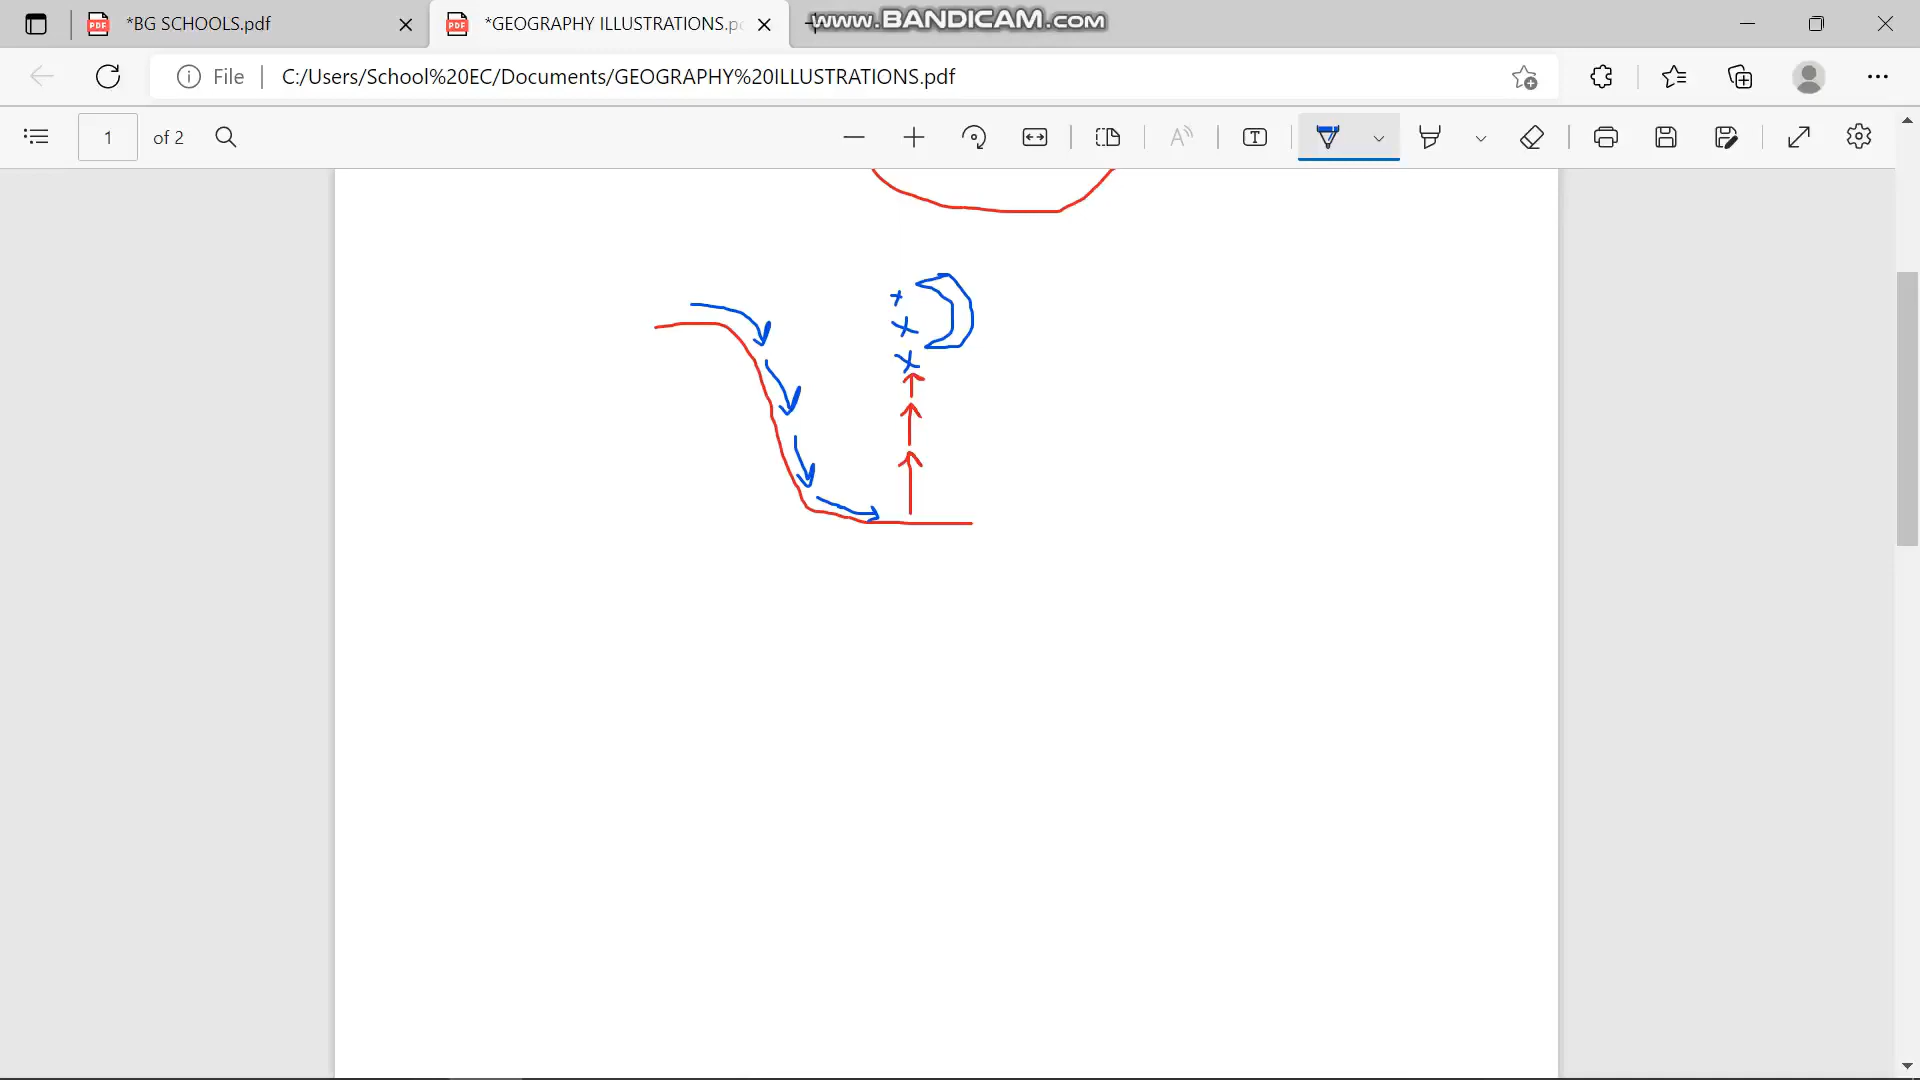 *BG SCHOOLS.pdf
*GEOGRAPHY ILLUSTRATIONS.pd
www.BANDICAM.com
File
C:/Users/School%20EC/Documents/GEOGRAPHY%20ILLUSTRATIONS.pdf
1 of 2